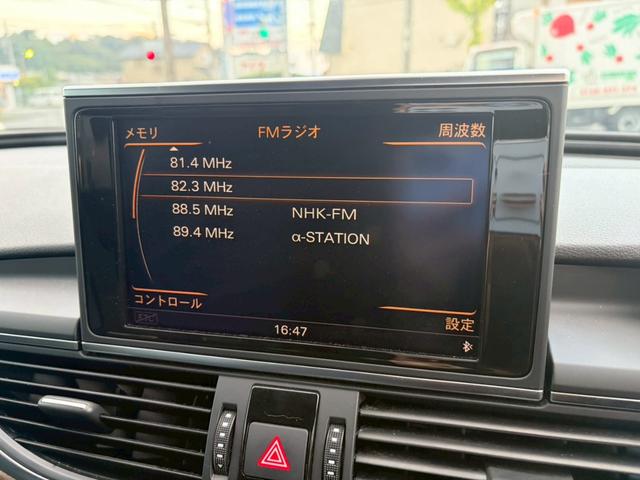 メモリ FMラジオ 周波数
81.4 MHz
82.3 MHz
88.5 MHz NHK-FM
89.4 MHz α-STATION
コントロール
設定
16:47